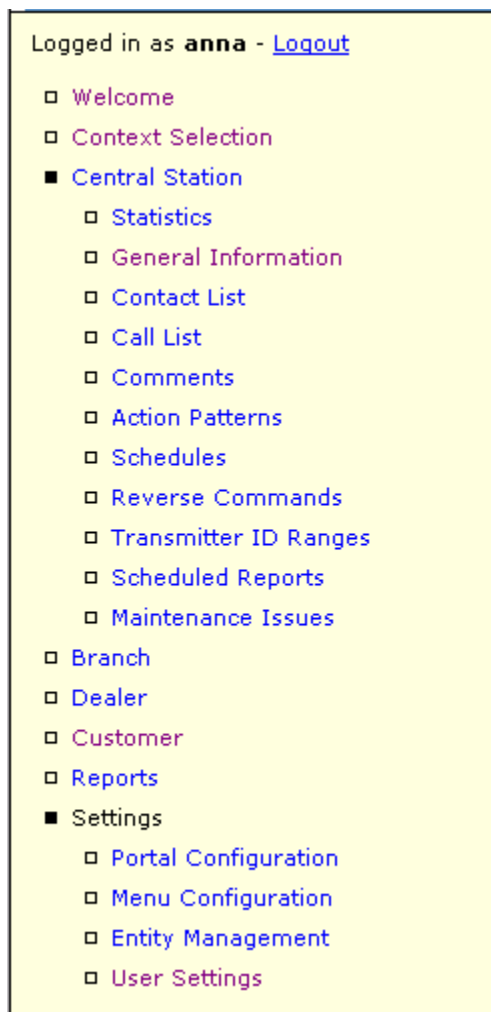 Logged in as anna - Logout
Welcome
Context Selection
Central Station
Statistics
General Information
Contact List
Call List
Comments
Action Patterns
Schedules
Reverse Commands
Transmitter ID Ranges
Scheduled Reports
Maintenance Issues
Branch
Dealer
Customer
Reports
Settings
Portal Configuration
Menu Configuration
Entity Management
User Settings